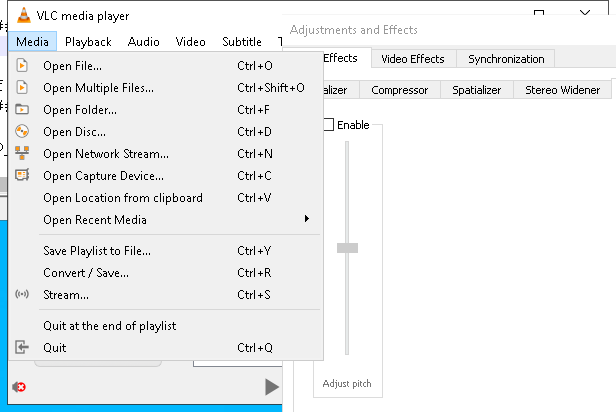 VLC media player
Media Playback Audio Video Subtitle T
Open File... Ctrl+O
Open Multiple Files... Ctrl+Shift+O
Open Folder... Ctrl+F
Open Disc... Ctrl+D
Open Network Stream... Ctrl+N
Open Capture Device... Ctrl+C
Open Location from clipboard Ctrl+V
Open Recent Media
Save Playlist to File... Ctrl+Y
Convert / Save... Ctrl+R
Stream... Ctrl+S
Quit at the end of playlist
Quit Ctrl+Q
Adjustments and Effects
Effects Video Effects Synchronization
alizer Compressor Spatializer Stereo Widener
Enable
Adjust pitch